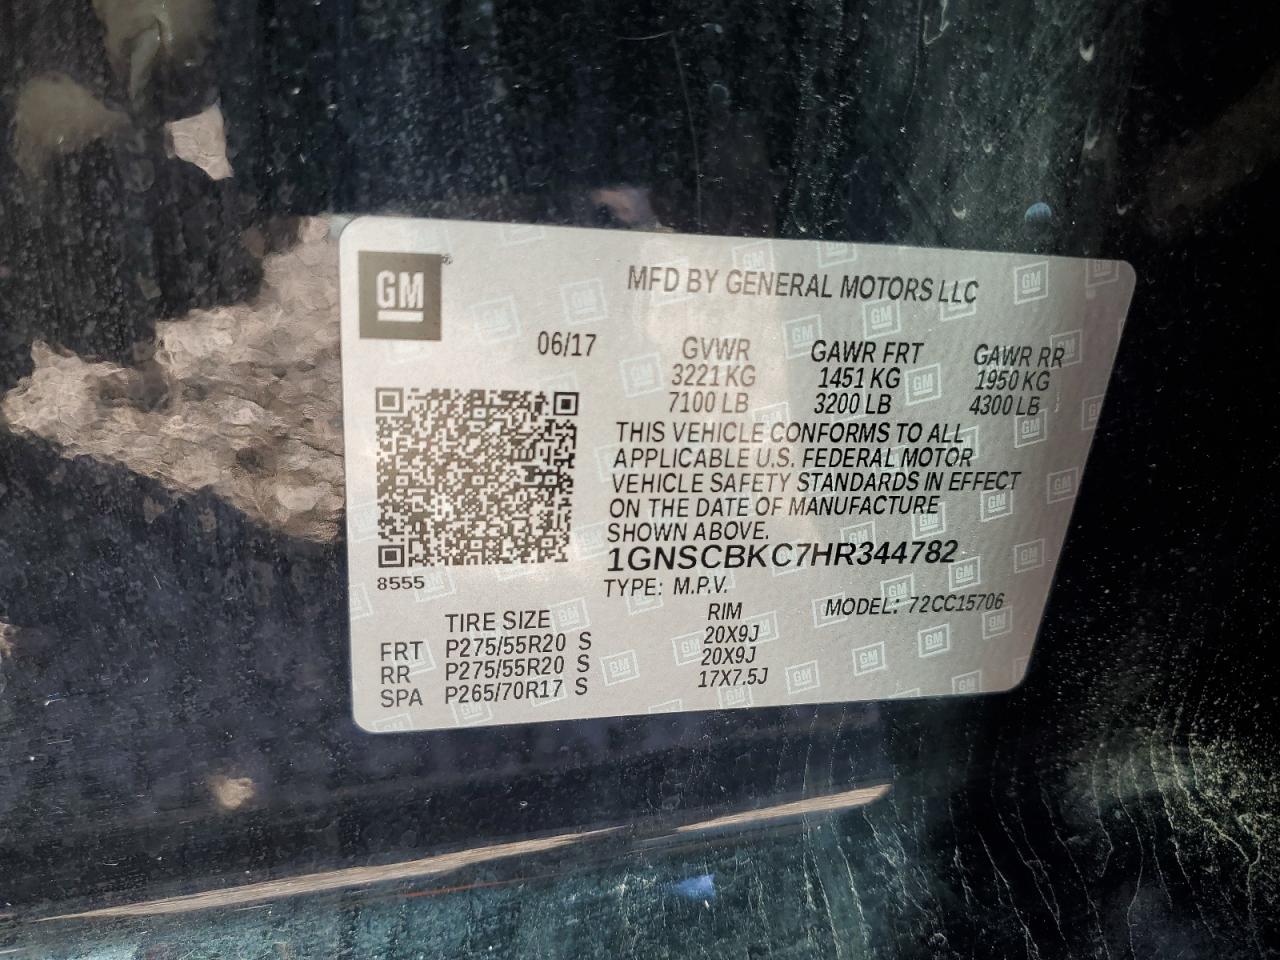 GM
MFD BY GENERAL MOTORS LLC
06/17 GVWR GAWR FRT GAWR RR
3221 KG 1451 KG 1950 KG
7100 LB 3200 LB 4300 LB
THIS VEHICLE CONFORMS TO ALL
APPLICABLE U.S. FEDERAL MOTOR
VEHICLE SAFETY STANDARDS IN EFFECT
ON THE DATE OF MANUFACTURE
SHOWN ABOVE.
1GNSCBKC7HR344782
8555
TYPE: M.P.V. MODEL: 72CC15706
TIRE SIZE RIM
FRT P275/55R20 S 20X9J
RR P275/55R20 S 20X9J
SPA P265/70R17 S 17X7.5J